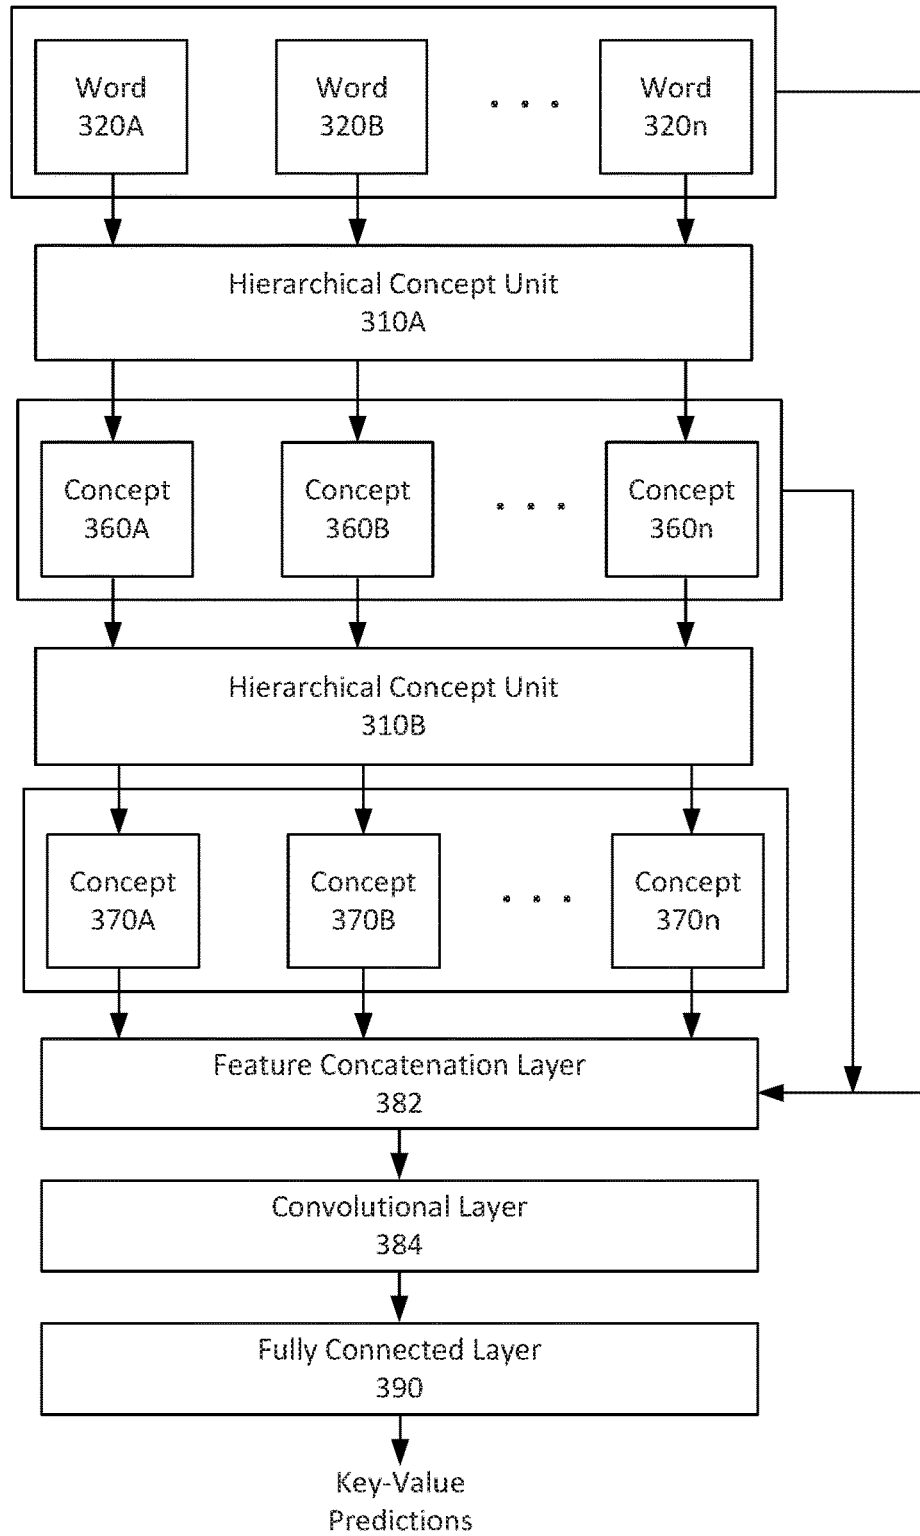 Word
320A
Word
320B
. . .
Word
320n
Hierarchical Concept Unit
310A
Concept
360A
Concept
360B
. . .
Concept
360n
Hierarchical Concept Unit
310B
Concept
370A
Concept
370B
. . .
Concept
370n
Feature Concatenation Layer
382
Convolutional Layer
384
Fully Connected Layer
390
Key-Value
Predictions